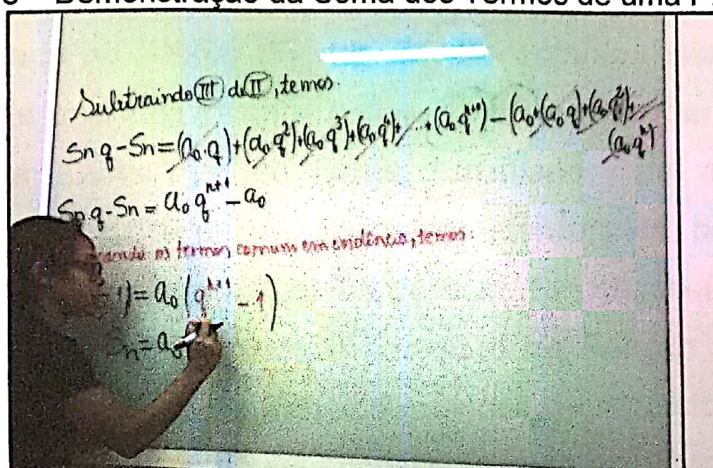 Demonstração da Soma dos Termos de uma
Subtraindo (III) de (II), temos.
Sn q - Sn = (a₀.q) + (a₀.q²) + (a₀ q³) + (a₀ q⁴) + ... + (a₀.qⁿ⁺¹) - (a₀ + (a₀ q) + (a₀ q²) +
(a₀.qⁿ)
Sn.q - Sn = a₀ qⁿ⁺¹ - a₀
os termos comuns em evidência, temos:
1) = a₀ (qⁿ⁺¹ - 1)
n = a₀